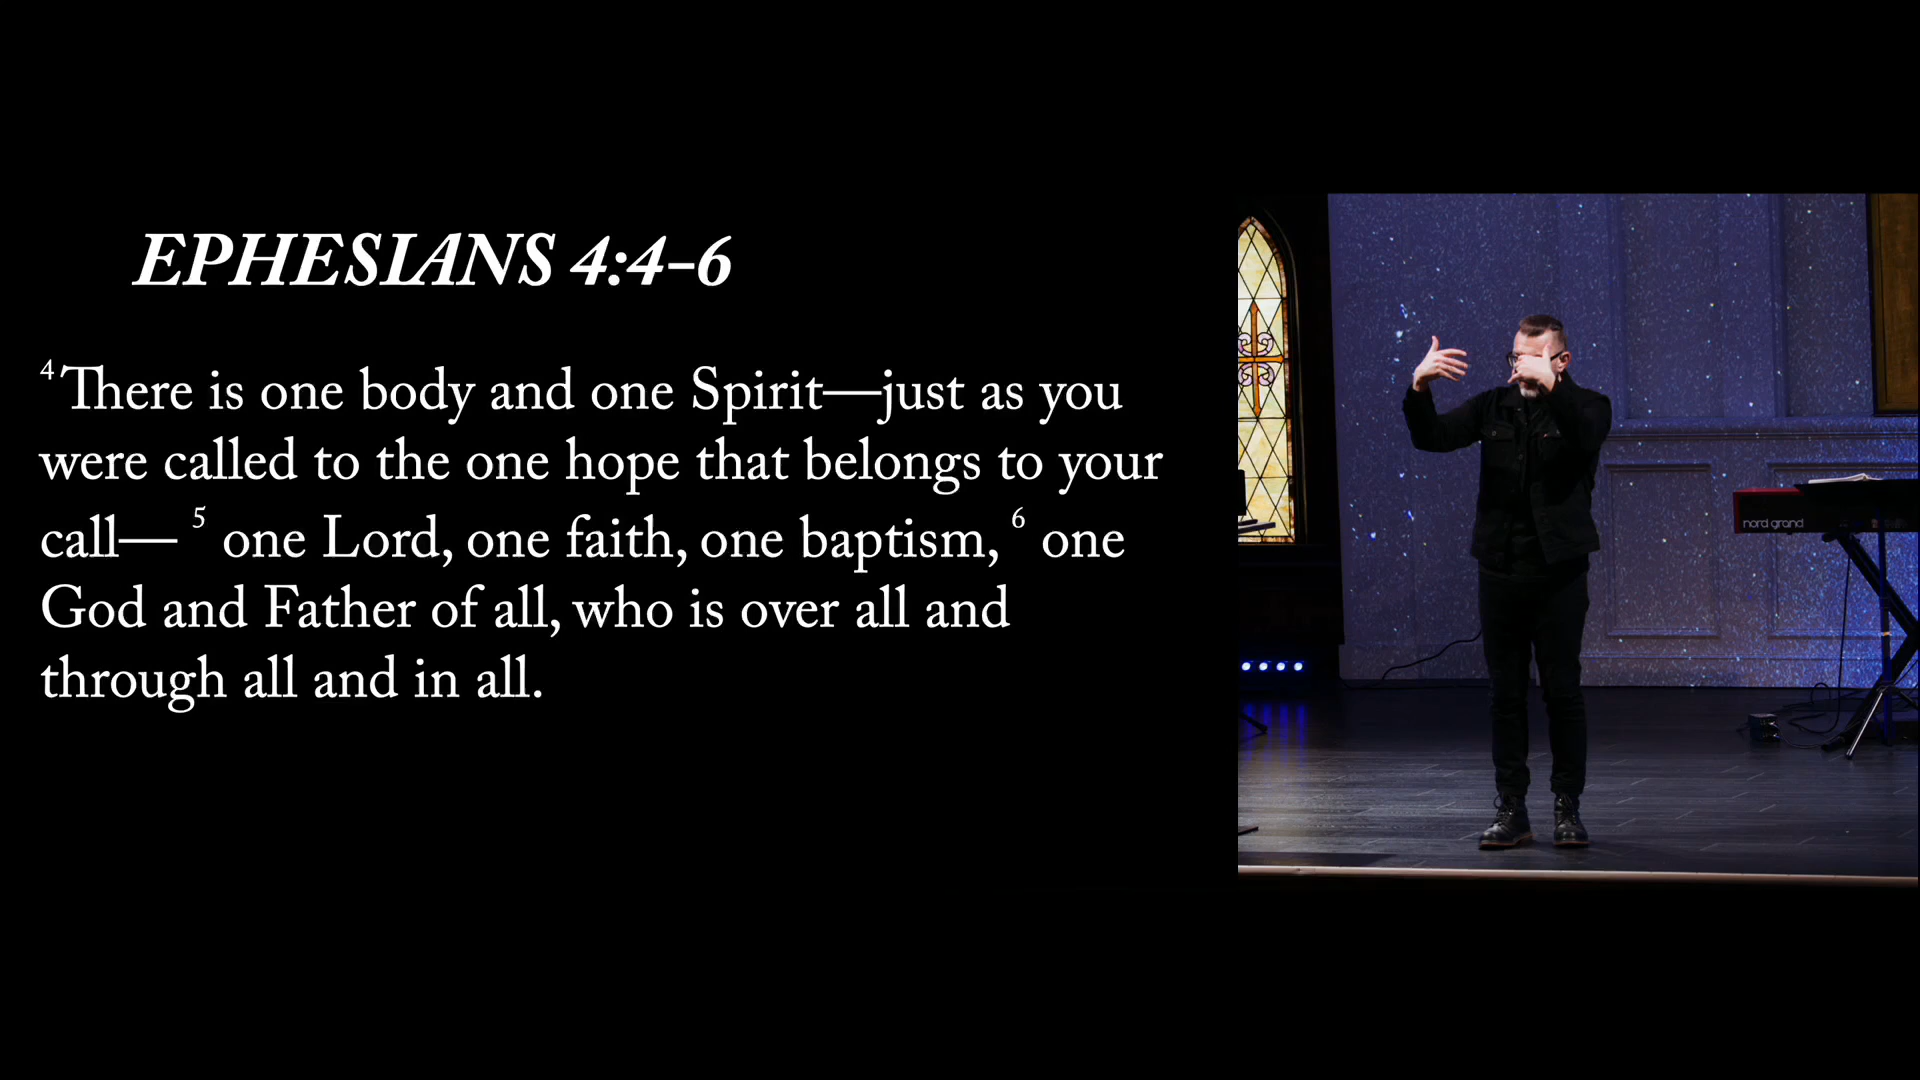 EPHESIANS 4:4-6
4 There is one body and one Spirit—just as you
were called to the one hope that belongs to your
call— 5 one Lord, one faith, one baptism, 6 one
God and Father of all, who is over all and
through all and in all.
nord grand